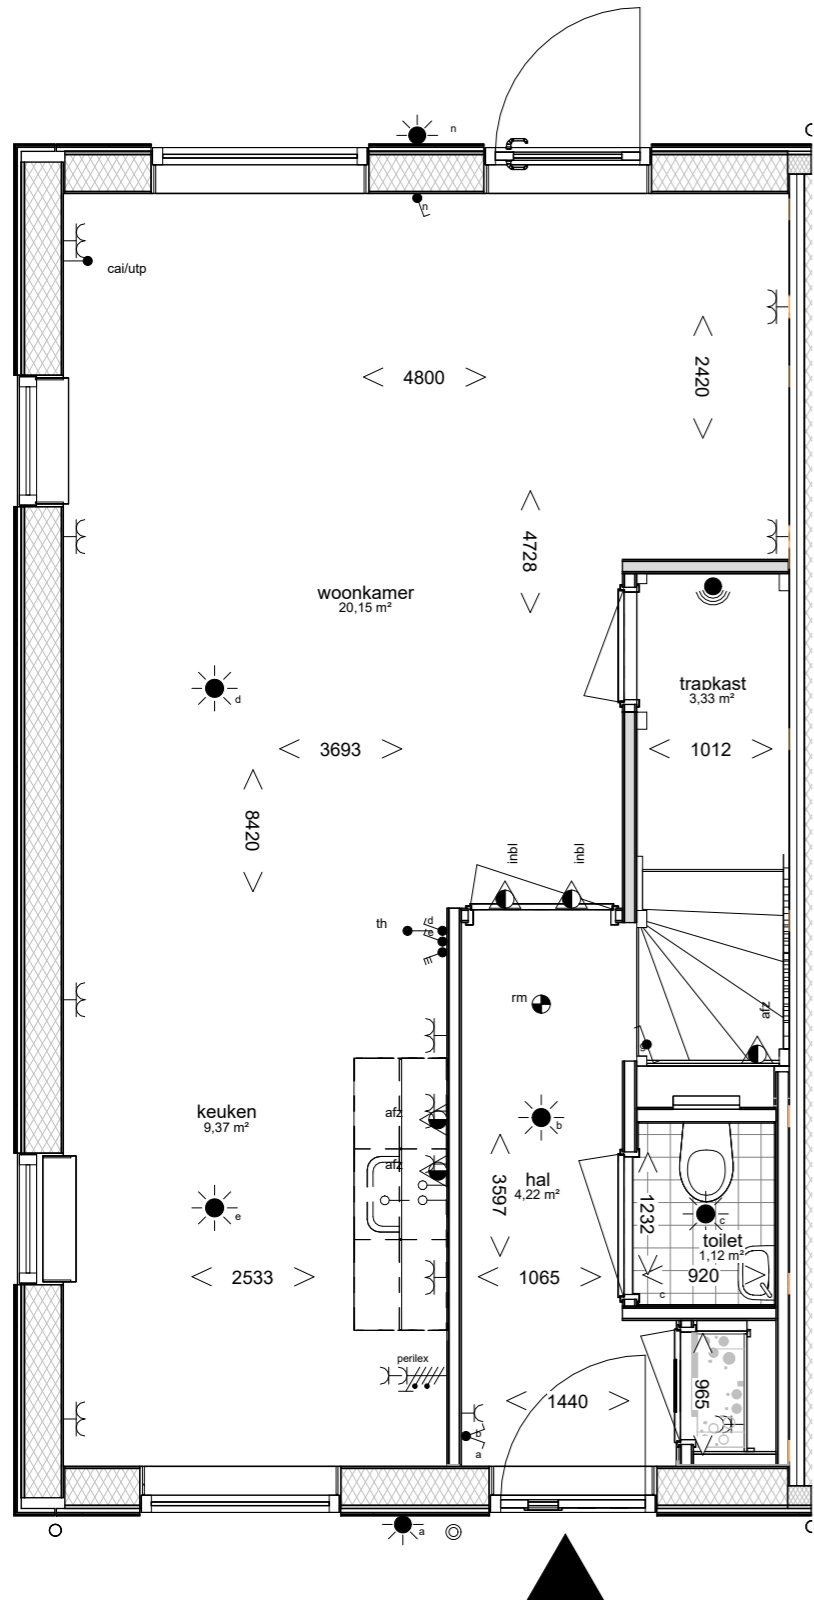 n
n
cai/utp
4800
2420
4728
woonkamer
20,15 m²
trapkast
3,33 m²
d
3693
1012
8420
inbl
inbl
th
d
e
E
rm
afz
g
keuken
9,37 m²
afz
b
afz
hal
4,22 m²
3597
1232
c
toilet
1,12 m²
e
2533
1065
920
c
perilex
965
1440
b
a
a